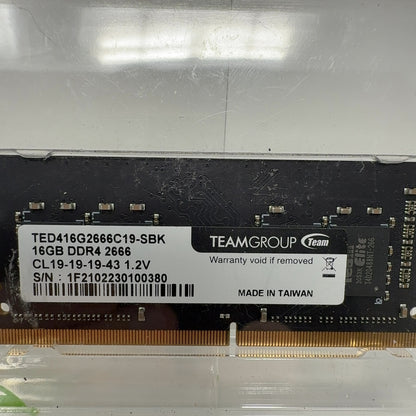 TED416G2666C19-SBK
16GB DDR4 2666
CL19-19-19-43 1.2V
S/N : 1F2102230100380
TEAMGROUP Team
Warranty void if removed
MADE IN TAIWAN
Elite